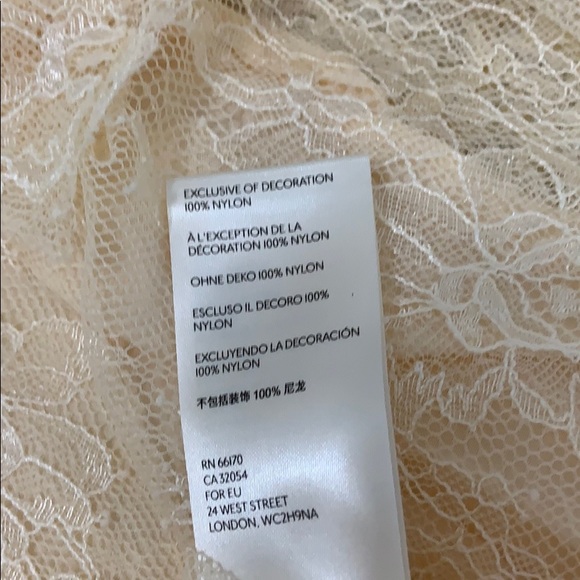 EXCLUSIVE OF DECORATION
100% NYLON
À L'EXCEPTION DE LA
DÉCORATION 100% NYLON
OHNE DEKO 100% NYLON
ESCLUSO IL DECORO 100%
NYLON
EXCLUYENDO LA DECORACIÓN
100% NYLON
不包括装饰 100% 尼龙
RN 66170
CA 32054
FOR EU
24 WEST STREET
LONDON, WC2H9NA